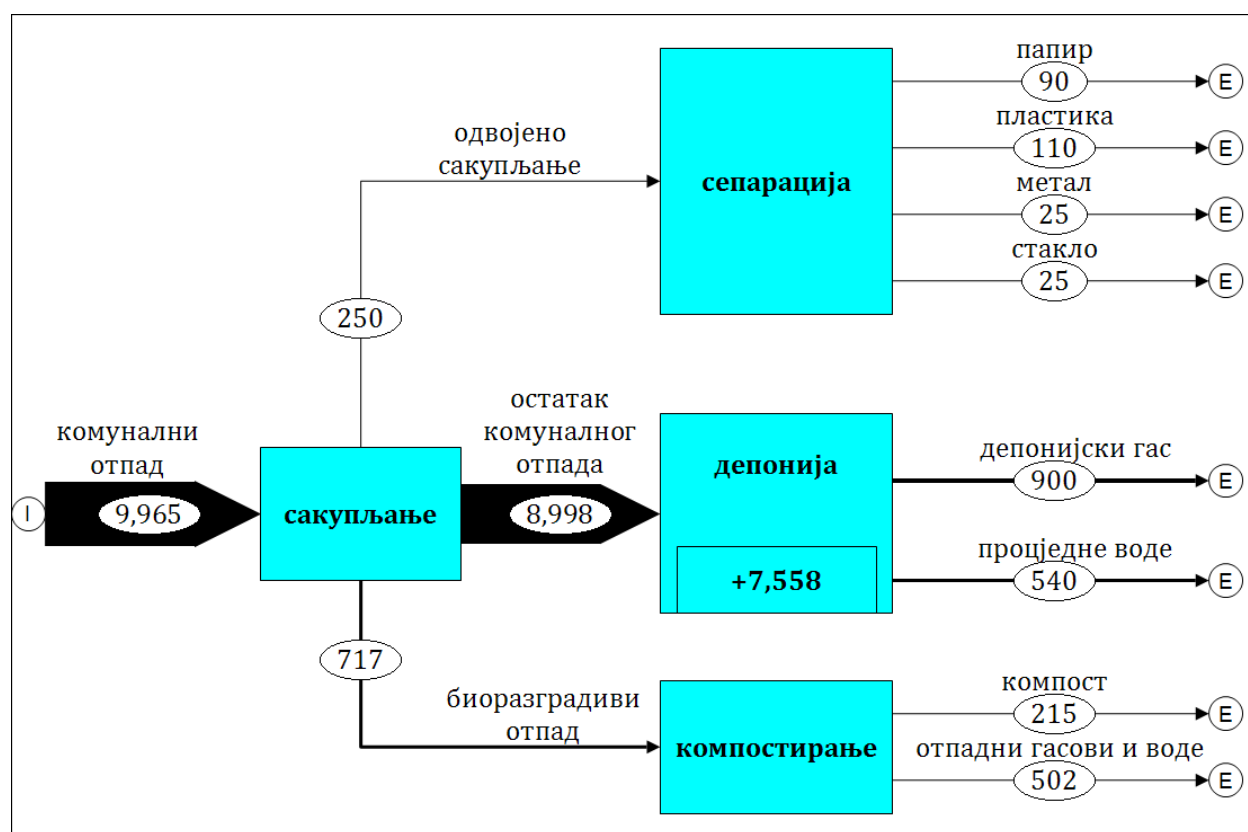 папир
90
E
пластика
110
E
метал
25
E
стакло
25
E
сепарација
одвојено
сакупљање
250
комунални
отпад
I
9,965
сакупљање
остатак
комуналног
отпада
8,998
депонија
+7,558
депонијски гас
900
E
процједне воде
540
E
717
биоразградиви
отпад
компостирање
компост
215
E
отпадни гасови и воде
502
E